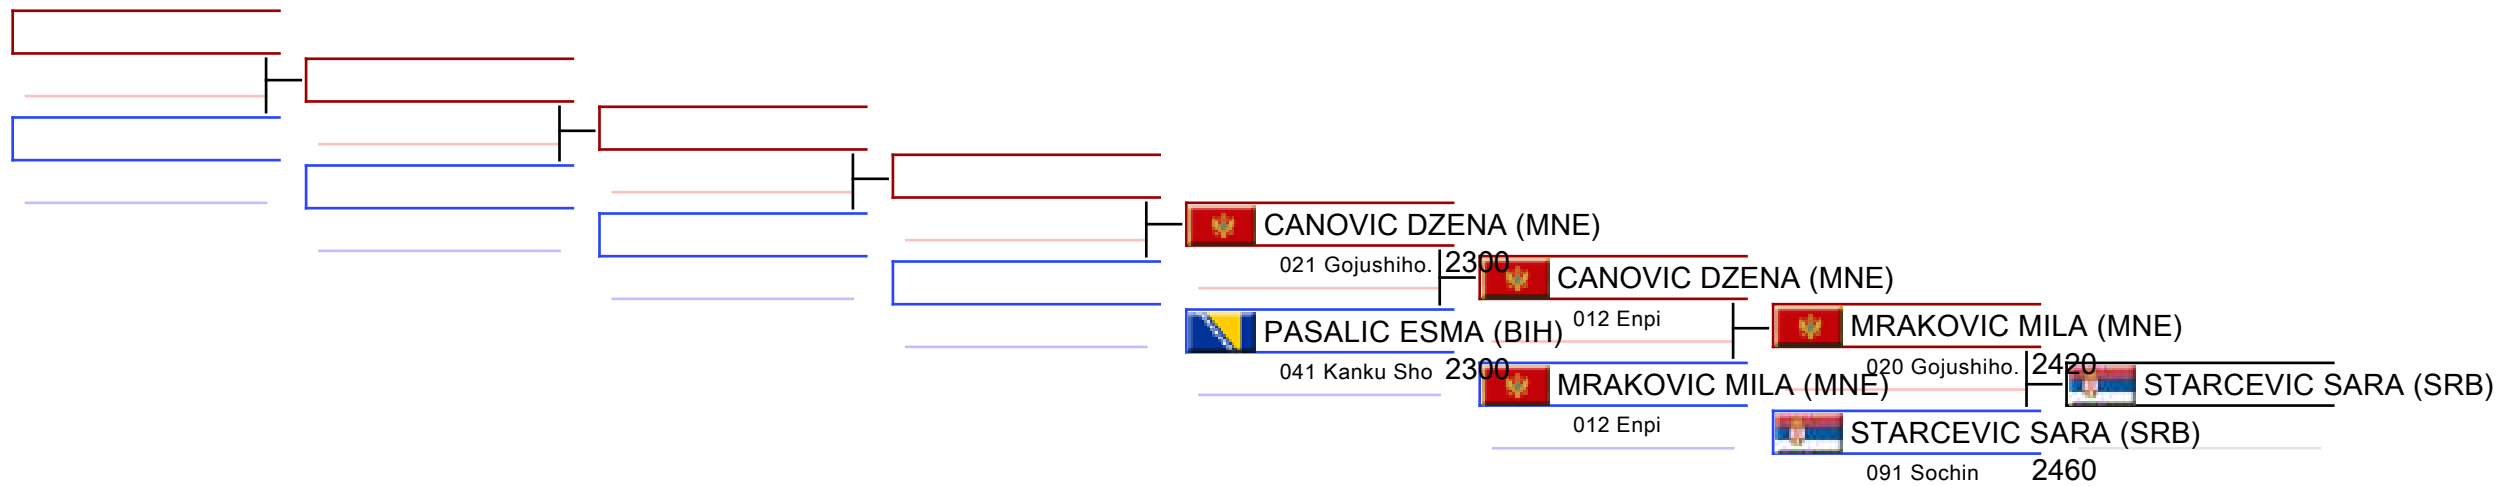 CANOVIC DZENA (MNE)
021 Gojushiho. 2300
PASALIC ESMA (BIH)
041 Kanku Sho 2300
CANOVIC DZENA (MNE)
012 Enpi
MRAKOVIC MILA (MNE)
012 Enpi
MRAKOVIC MILA (MNE)
020 Gojushiho. 2420
STARCEVIC SARA (SRB)
091 Sochin 2460
STARCEVIC SARA (SRB)